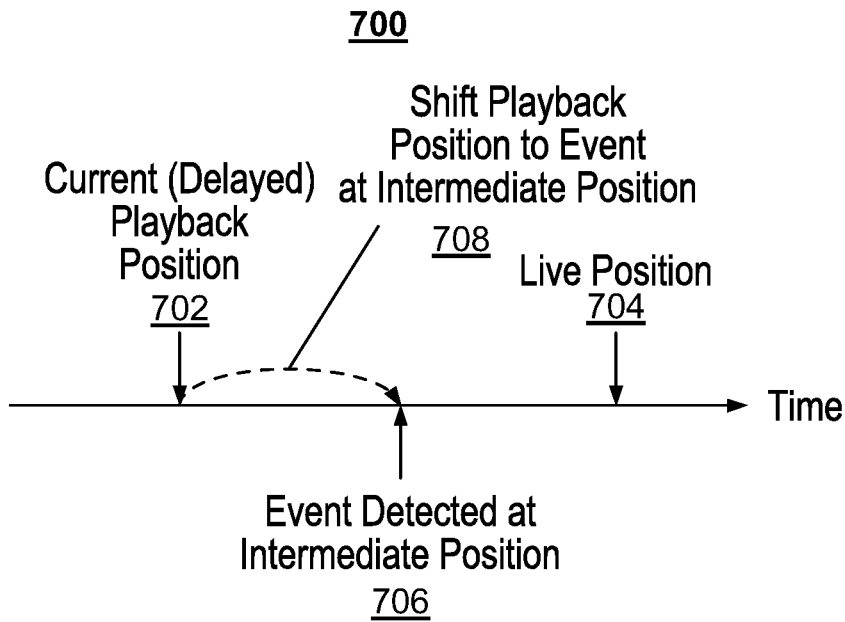 700
Shift Playback
Position to Event
at Intermediate Position
708
Current (Delayed)
Playback
Position
702
Live Position
704
Time
Event Detected at
Intermediate Position
706